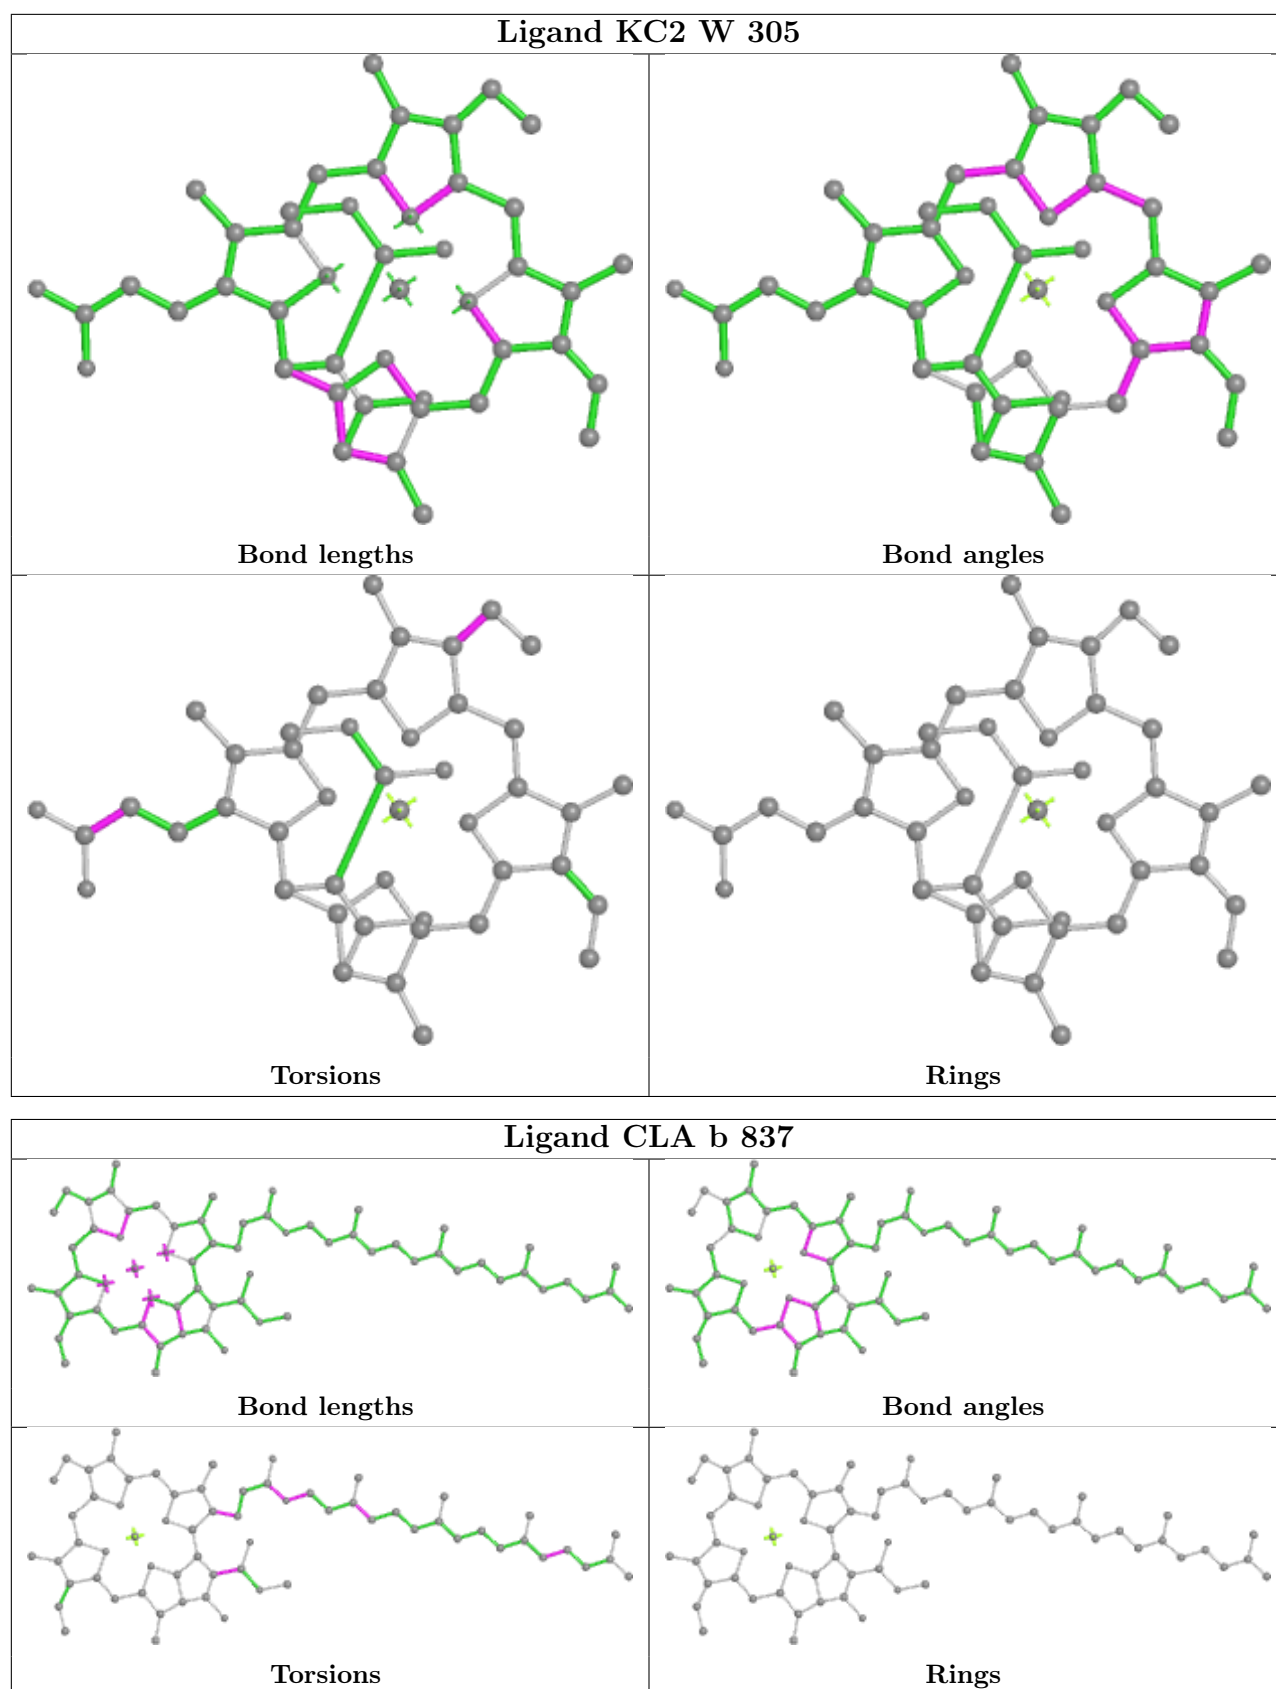 Ligand KC2 W 305
Bond lengths
Bond angles
Torsions
Rings
Ligand CLA b 837
Bond lengths
Bond angles
Torsions
Rings